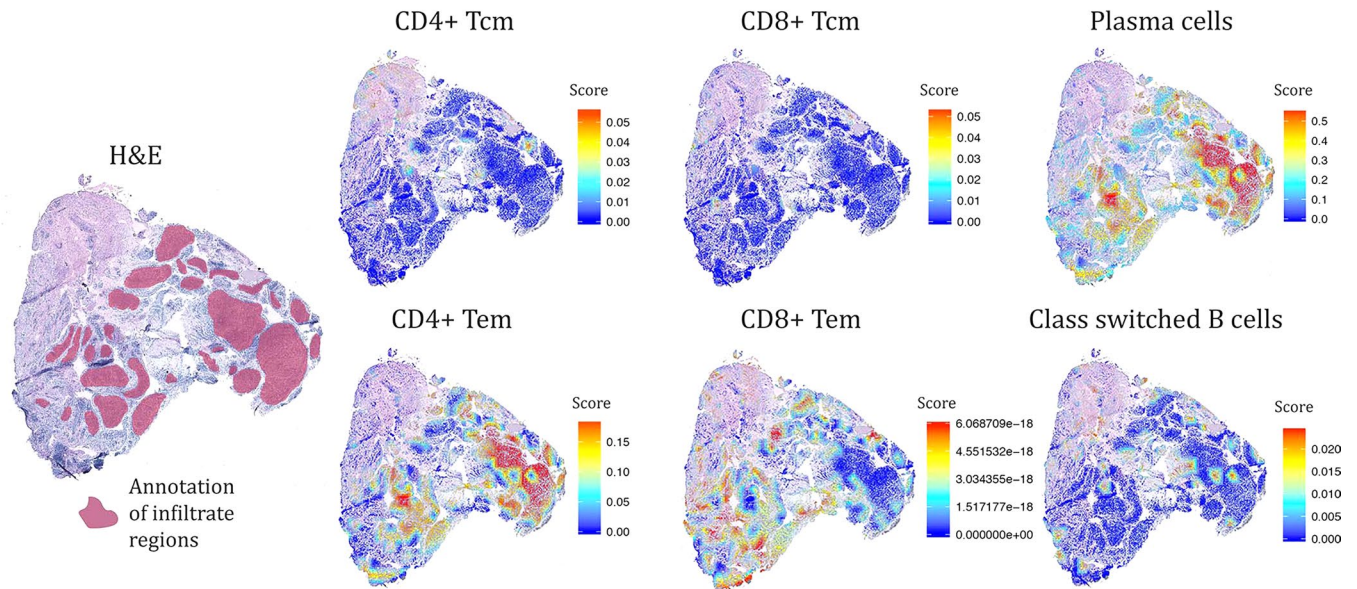 H&E
Annotation
of infiltrate
regions
CD4+ Tcm
Score
0.05
0.04
0.03
0.02
0.01
0.00
CD8+ Tcm
Score
0.05
0.04
0.03
0.02
0.01
0.00
Plasma cells
Score
0.5
0.4
0.3
0.2
0.1
0.0
CD4+ Tem
Score
0.15
0.10
0.05
0.00
CD8+ Tem
Score
6.068709e-18
4.551532e-18
3.034355e-18
1.517177e-18
0.000000e+00
Class switched B cells
Score
0.020
0.015
0.010
0.005
0.000